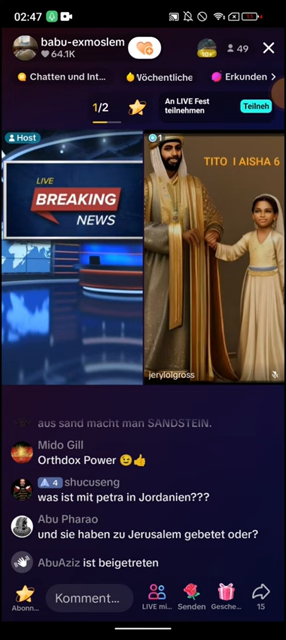 02:47
babu-exmoslem
64.1K
49
Chatten und Int...
Wöchentliche
Erkunden
1/2
An LIVE Fest
teilnehmen
Teilneh
Host
1
LIVE
BREAKING
NEWS
TITO I AISHA 6
jerylolgross
aus sand macht man SANDSTEIN.
Mido Gill
Orthdox Power 😉👍
4 shucuseng
was ist mit petra in Jordanien???
Abu Pharao
und sie haben zu Jerusalem gebetet oder?
AbuAziz ist beigetreten
Abonn...
Komment...
LIVE mi...
Senden
Gesche...
15